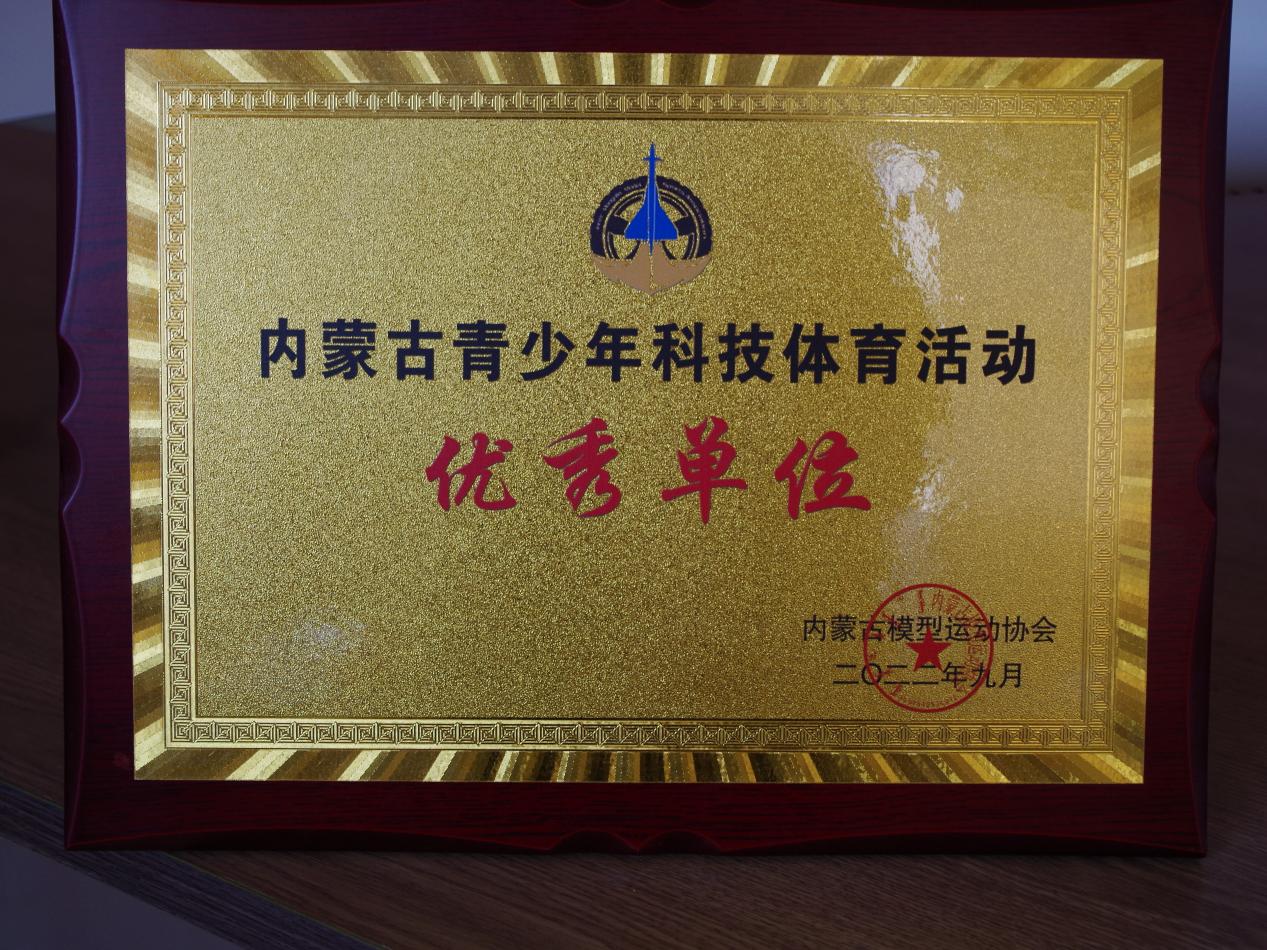 内蒙古青少年科技体育活动
优秀单位
内蒙古模型运动协会
二〇二二年九月